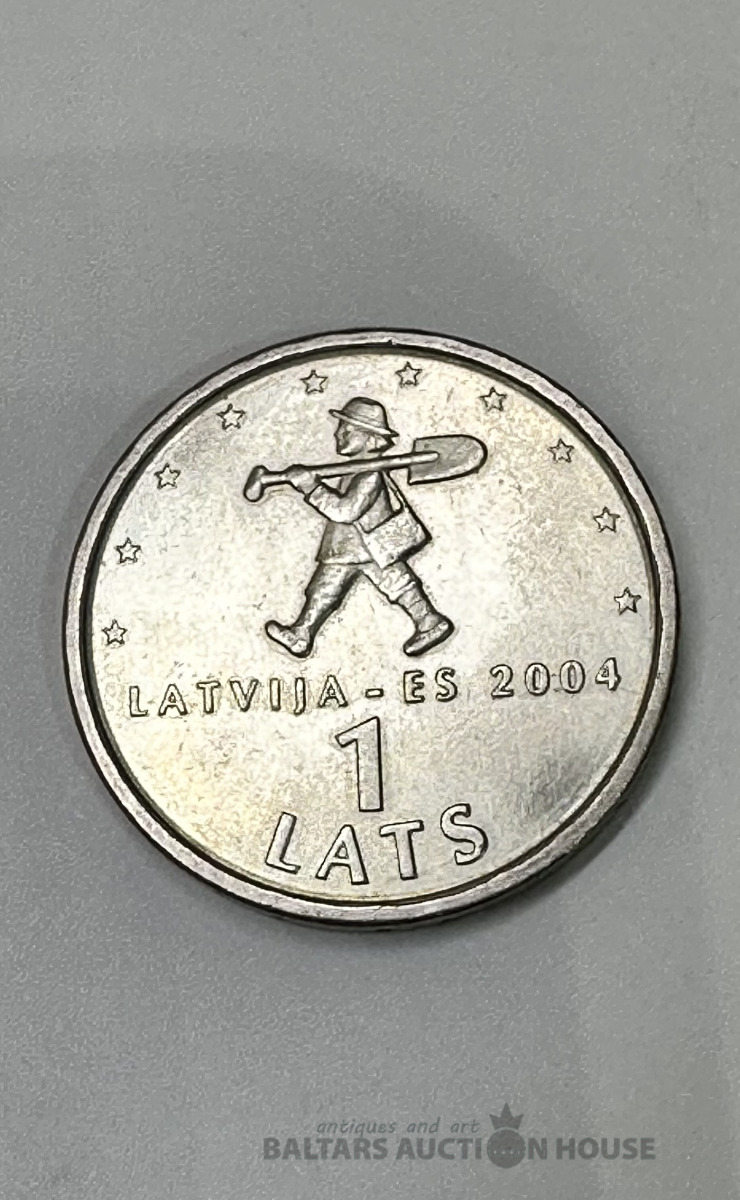 LATVIJA - ES 2004
1
LATS
antiques and art
BALTARS AUCTION HOUSE